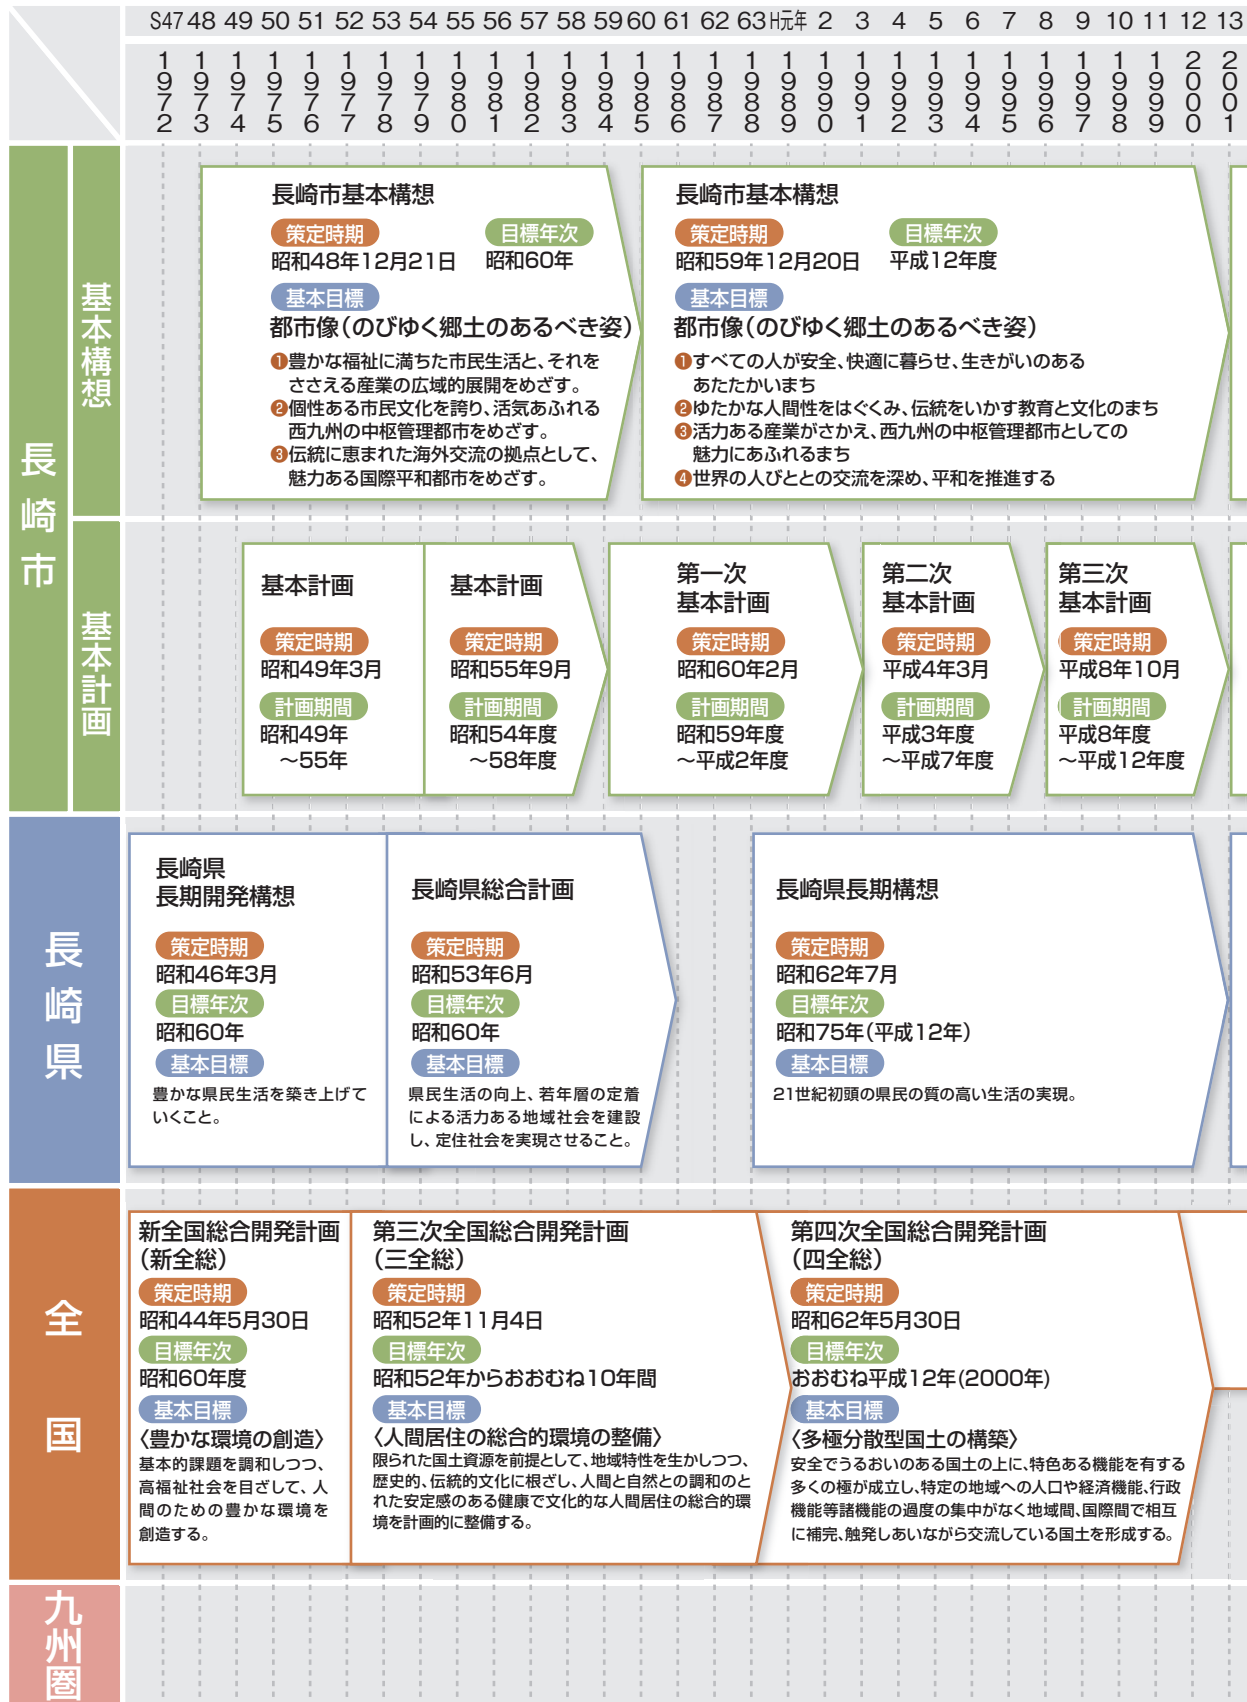 S47 48 49 50 51 52 53 54 55 56 57 58 59 60 61 62 63 H元年 2 3 4 5 6 7 8 9 10 11 12 13
1972 1973 1974 1975 1976 1977 1978 1979 1980 1981 1982 1983 1984 1985 1986 1987 1988 1989 1990 1991 1992 1993 1994 1995 1996 1997 1998 1999 2000 2001
長崎市
基本構想
長崎市基本構想
策定時期 目標年次
昭和48年12月21日 昭和60年
基本目標
都市像(のびゆく郷土のあるべき姿)
❶豊かな福祉に満ちた市民生活と、それを
ささえる産業の広域的展開をめざす。
❷個性ある市民文化を誇り、活気あふれる
西九州の中枢管理都市をめざす。
❸伝統に恵まれた海外交流の拠点として、
魅力ある国際平和都市をめざす。
長崎市基本構想
策定時期 目標年次
昭和59年12月20日 平成12年度
基本目標
都市像(のびゆく郷土のあるべき姿)
❶すべての人が安全、快適に暮らせ、生きがいのある
あたたかいまち
❷ゆたかな人間性をはぐくみ、伝統をいかす教育と文化のまち
❸活力ある産業がさかえ、西九州の中枢管理都市としての
魅力にあふれるまち
❹世界の人びととの交流を深め、平和を推進する
基本計画
基本計画
策定時期
昭和49年3月
計画期間
昭和49年
～55年
基本計画
策定時期
昭和55年9月
計画期間
昭和54年度
～58年度
第一次
基本計画
策定時期
昭和60年2月
計画期間
昭和59年度
～平成2年度
第二次
基本計画
策定時期
平成4年3月
計画期間
平成3年度
～平成7年度
第三次
基本計画
策定時期
平成8年10月
計画期間
平成8年度
～平成12年度
長崎県
長崎県
長期開発構想
策定時期
昭和46年3月
目標年次
昭和60年
基本目標
豊かな県民生活を築き上げて
いくこと。
長崎県総合計画
策定時期
昭和53年6月
目標年次
昭和60年
基本目標
県民生活の向上、若年層の定着
による活力ある地域社会を建設
し、定住社会を実現させること。
長崎県長期構想
策定時期
昭和62年7月
目標年次
昭和75年(平成12年)
基本目標
21世紀初頭の県民の質の高い生活の実現。
全国
新全国総合開発計画
(新全総)
策定時期
昭和44年5月30日
目標年次
昭和60年度
基本目標
〈豊かな環境の創造〉
基本的課題を調和しつつ、
高福祉社会を目ざして、人
間のための豊かな環境を
創造する。
第三次全国総合開発計画
(三全総)
策定時期
昭和52年11月4日
目標年次
昭和52年からおおむね10年間
基本目標
〈人間居住の総合的環境の整備〉
限られた国土資源を前提として、地域特性を生かしつつ、
歴史的、伝統的文化に根ざし、人間と自然との調和のと
れた安定感のある健康で文化的な人間居住の総合的環
境を計画的に整備する。
第四次全国総合開発計画
(四全総)
策定時期
昭和62年5月30日
目標年次
おおむね平成12年(2000年)
基本目標
〈多極分散型国土の構築〉
安全でうるおいのある国土の上に、特色ある機能を有する
多くの極が成立し、特定の地域への人口や経済機能、行政
機能等諸機能の過度の集中がなく地域間、国際間で相互
に補完、触発しあいながら交流している国土を形成する。
九州圏